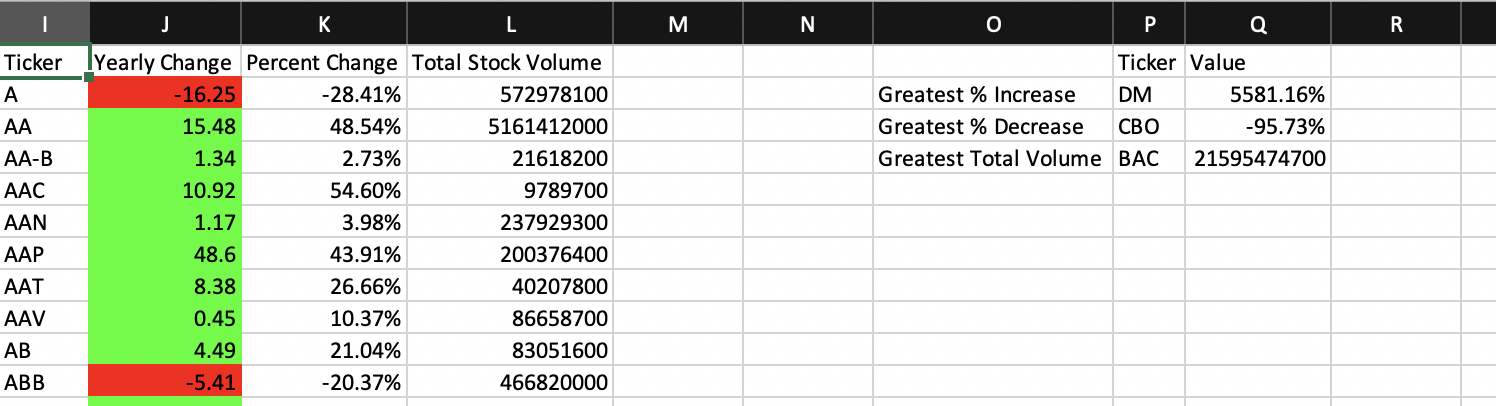 I J K L M N O P Q R
Ticker Yearly Change Percent Change Total Stock Volume Ticker Value
A -16.25 -28.41% 572978100 Greatest % Increase DM 5581.16%
AA 15.48 48.54% 5161412000 Greatest % Decrease CBO -95.73%
AA-B 1.34 2.73% 21618200 Greatest Total Volume BAC 21595474700
AAC 10.92 54.60% 9789700
AAN 1.17 3.98% 237929300
AAP 48.6 43.91% 200376400
AAT 8.38 26.66% 40207800
AAV 0.45 10.37% 86658700
AB 4.49 21.04% 83051600
ABB -5.41 -20.37% 466820000